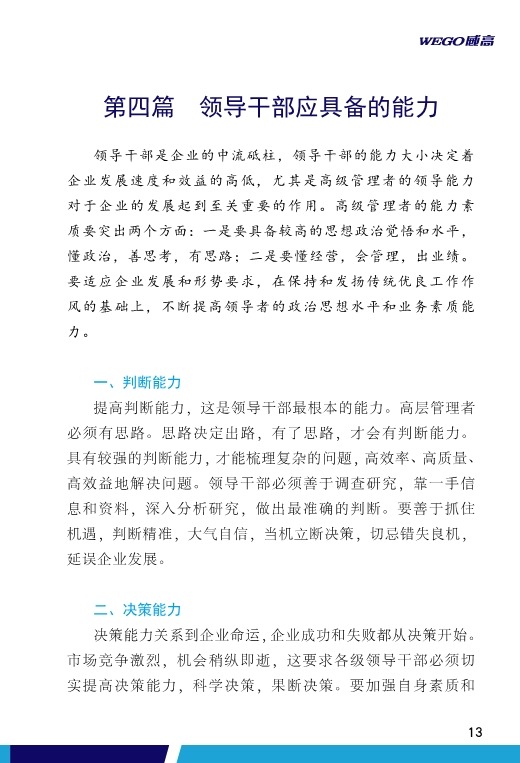 WEGO威高
第四篇　领导干部应具备的能力
领导干部是企业的中流砥柱，领导干部的能力大小决定着
企业发展速度和效益的高低，尤其是高级管理者的领导能力
对于企业的发展起到至关重要的作用。高级管理者的能力素
质要突出两个方面：一是要具备较高的思想政治觉悟和水平，
懂政治，善思考，有思路；二是要懂经营，会管理，出业绩。
要适应企业发展和形势要求，在保持和发扬传统优良工作作
风的基础上，不断提高领导者的政治思想水平和业务素质能
力。
一、判断能力
提高判断能力，这是领导干部最根本的能力。高层管理者
必须有思路。思路决定出路，有了思路，才会有判断能力。
具有较强的判断能力，才能梳理复杂的问题，高效率、高质量、
高效益地解决问题。领导干部必须善于调查研究，靠一手信
息和资料，深入分析研究，做出最准确的判断。要善于抓住
机遇，判断精准，大气自信，当机立断决策，切忌错失良机，
延误企业发展。
二、决策能力
决策能力关系到企业命运，企业成功和失败都从决策开始。
市场竞争激烈，机会稍纵即逝，这要求各级领导干部必须切
实提高决策能力，科学决策，果断决策。要加强自身素质和
13